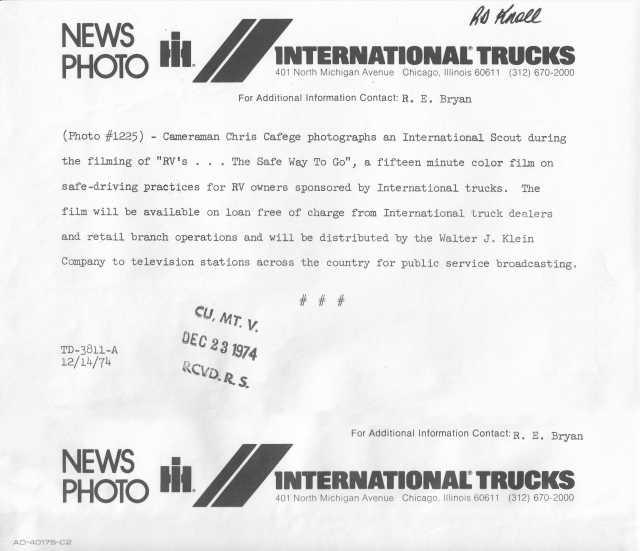 RS Knoll
NEWS PHOTO
IH
INTERNATIONAL® TRUCKS
401 North Michigan Avenue Chicago, Illinois 60611 (312) 670-2000
For Additional Information Contact: R. E. Bryan
(Photo #1225) - Cameraman Chris Cafege photographs an International Scout during
the filming of "RV's . . . The Safe Way To Go", a fifteen minute color film on
safe-driving practices for RV owners sponsored by International trucks. The
film will be available on loan free of charge from International truck dealers
and retail branch operations and will be distributed by the Walter J. Klein
Company to television stations across the country for public service broadcasting.
# # #
CU, MT. V.
DEC 23 1974
RCVD. R. S.
TD-3811-A
12/14/74
For Additional Information Contact: R. E. Bryan
NEWS PHOTO
IH
INTERNATIONAL® TRUCKS
401 North Michigan Avenue Chicago, Illinois 60611 (312) 670-2000
AD-40175-C2